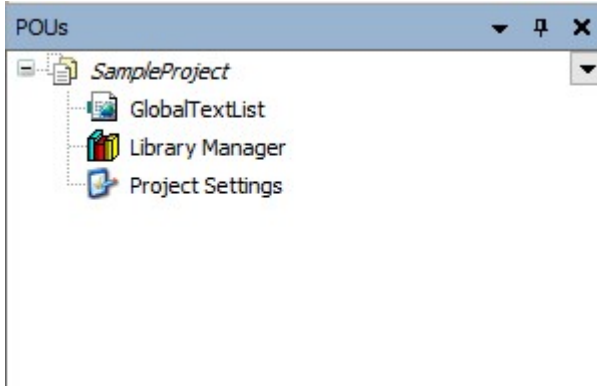 POUs
SampleProject
GlobalTextList
Library Manager
Project Settings